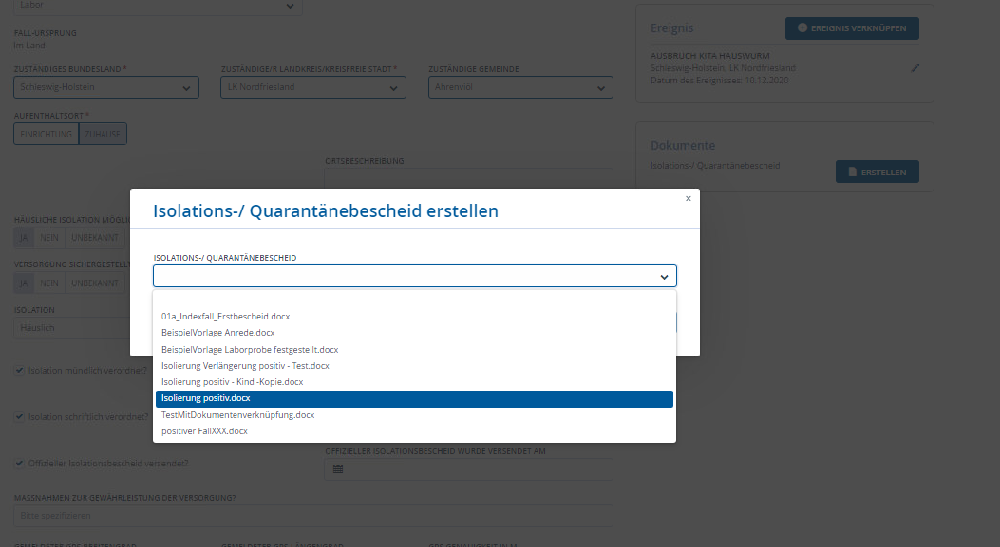 Labor
FALL-URSPRUNG
Im Land
ZUSTÄNDIGES BUNDESLAND *
ZUSTÄNDIGE/R LANDKREIS/KREISFREIE STADT *
ZUSTÄNDIGE GEMEINDE
Schleswig-Holstein
LK Nordfriesland
Ahrenviöl
AUFENTHALTSORT *
EINRICHTUNG
ZUHAUSE
ORTSBESCHREIBUNG
Ereignis
EREIGNIS VERKNÜPFEN
AUSBRUCH KITA HAUSWURM
Schleswig-Holstein, LK Nordfriesland
Datum des Ereignisses: 10.12.2020
Dokumente
Isolations-/ Quarantänebescheid
ERSTELLEN
Isolations-/ Quarantänebescheid erstellen
×
ISOLATIONS-/ QUARANTÄNEBESCHEID
01a_Indexfall_Erstbescheid.docx
BeispielVorlage Anrede.docx
BeispielVorlage Laborprobe festgestellt.docx
Isolierung Verlängerung positiv - Test.docx
Isolierung positiv - Kind -Kopie.docx
Isolierung positiv.docx
TestMitDokumentenverknüpfung.docx
positiver FallXXX.docx
HÄUSLICHE ISOLATION MÖGLI
JA NEIN UNBEKANNT
VERSORGUNG SICHERGESTELLT
JA NEIN UNBEKANNT
ISOLATION
Häuslich
Isolation mündlich verordnet?
Isolation schriftlich verordnet?
Offizieller Isolationsbescheid versendet?
OFFIZIELLER ISOLATIONSBESCHEID WURDE VERSENDET AM
MASSNAHMEN ZUR GEWÄHRLEISTUNG DER VERSORGUNG?
Bitte spezifizieren